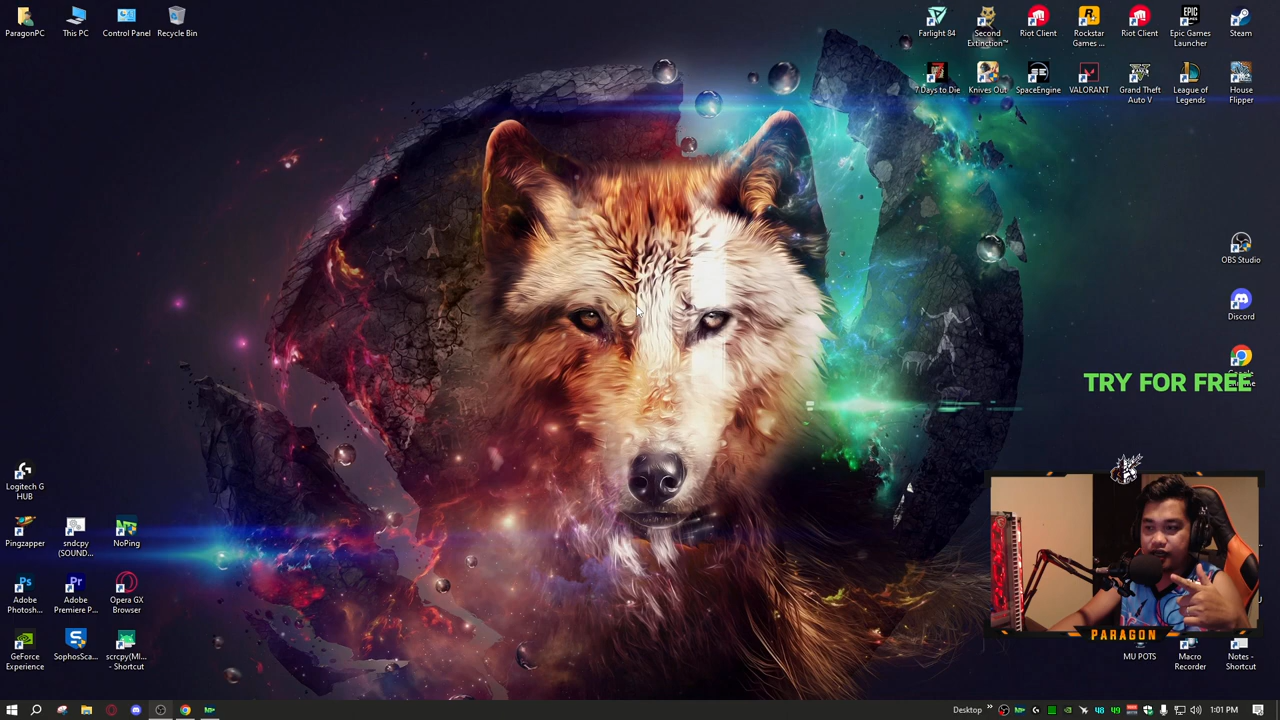 ParagonPC
This PC
Control Panel
Recycle Bin
Farlight 84
Second
Extinction™
Riot Client
Rockstar
Games ...
Riot Client
Epic Games
Launcher
Steam
7 Days to Die
Knives Out
SpaceEngine
VALORANT
Grand Theft
Auto V
League of
Legends
House
Flipper
OBS Studio
Discord
TRY FOR FREE
Logitech G
HUB
Pingzapper
sndcpy
(SOUND...
NoPing
Adobe
Photosh...
Adobe
Premiere P...
Opera GX
Browser
GeForce
Experience
SophosSca...
scrcpy(MI...
- Shortcut
PARAGON
MU POTS
Macro
Recorder
Notes -
Shortcut
Desktop
48
49
1:01 PM